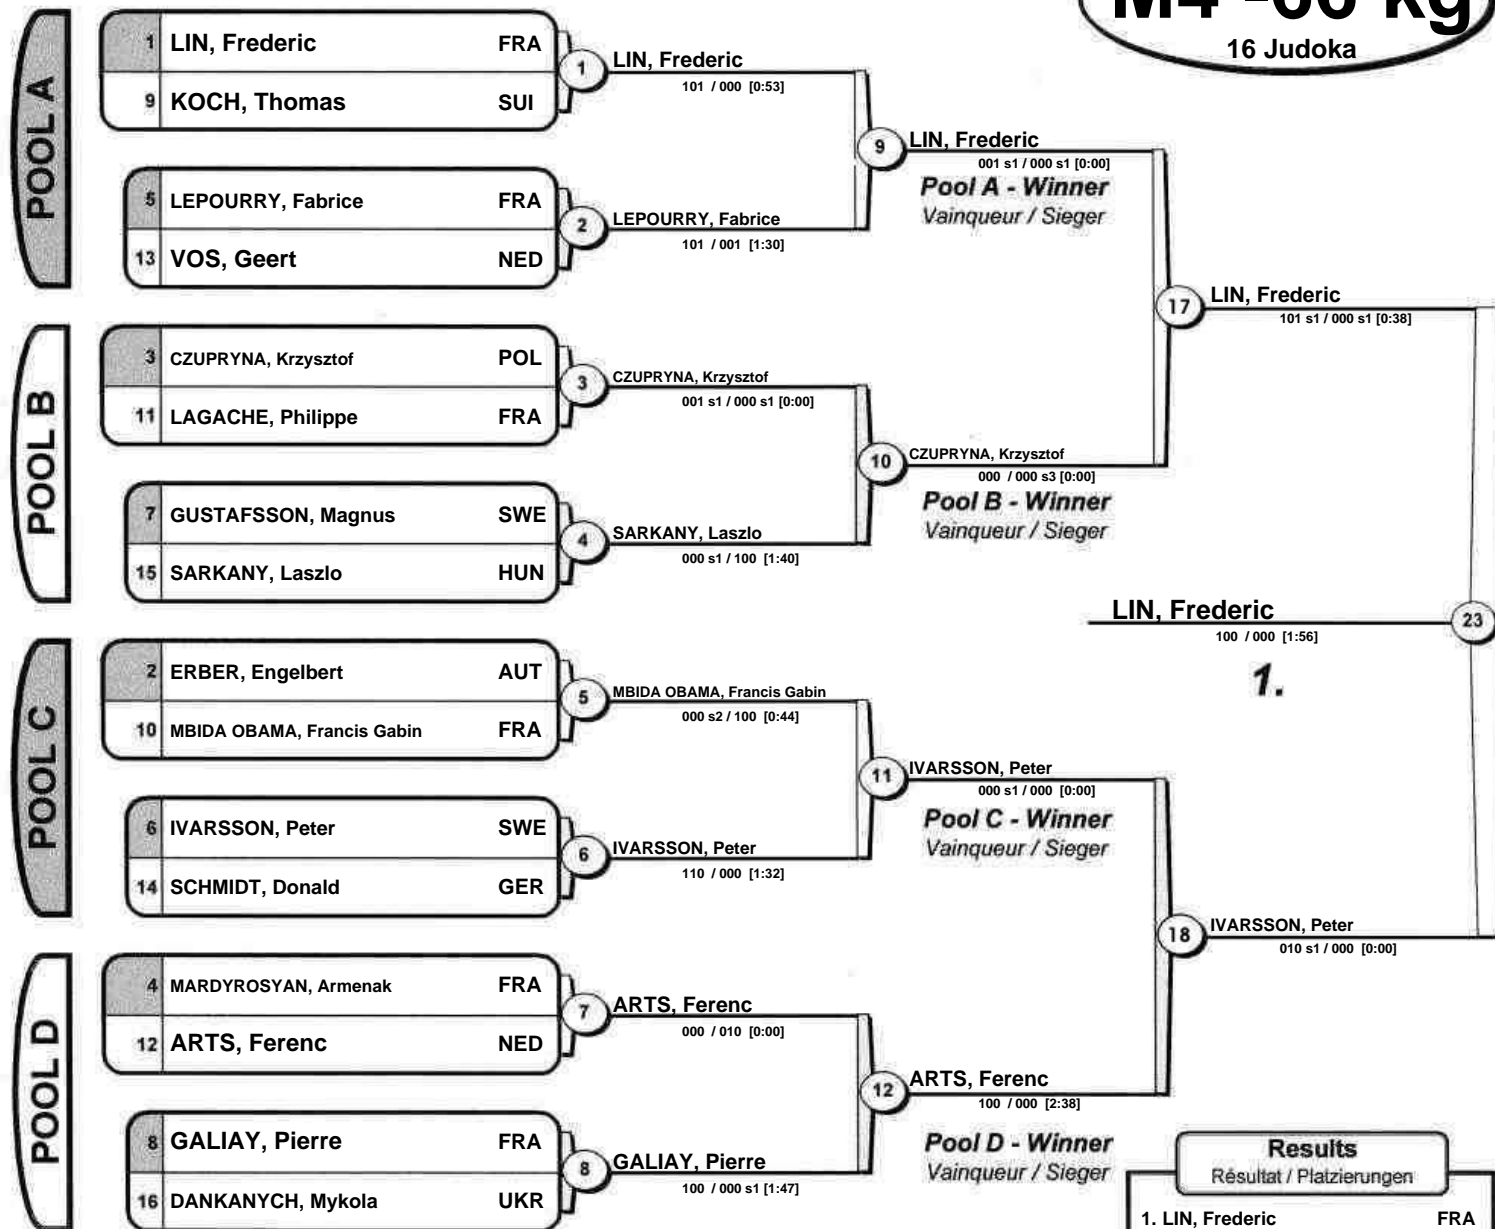 M4 -66 kg
16 Judoka
POOL A
1 LIN, Frederic FRA
9 KOCH, Thomas SUI
1
LIN, Frederic
101 / 000 [0:53]
5 LEPOURRY, Fabrice FRA
13 VOS, Geert NED
2
LEPOURRY, Fabrice
101 / 001 [1:30]
9
LIN, Frederic
001 s1 / 000 s1 [0:00]
Pool A - Winner
Vainqueur / Sieger
POOL B
3 CZUPRYNA, Krzysztof POL
11 LAGACHE, Philippe FRA
3
CZUPRYNA, Krzysztof
001 s1 / 000 s1 [0:00]
7 GUSTAFSSON, Magnus SWE
15 SARKANY, Laszlo HUN
4
SARKANY, Laszlo
000 s1 / 100 [1:40]
10
CZUPRYNA, Krzysztof
000 / 000 s3 [0:00]
Pool B - Winner
Vainqueur / Sieger
17
LIN, Frederic
101 s1 / 000 s1 [0:38]
LIN, Frederic
23
100 / 000 [1:56]
1.
POOL C
2 ERBER, Engelbert AUT
10 MBIDA OBAMA, Francis Gabin FRA
5
MBIDA OBAMA, Francis Gabin
000 s2 / 100 [0:44]
6 IVARSSON, Peter SWE
14 SCHMIDT, Donald GER
6
IVARSSON, Peter
110 / 000 [1:32]
11
IVARSSON, Peter
000 s1 / 000 [0:00]
Pool C - Winner
Vainqueur / Sieger
18
IVARSSON, Peter
010 s1 / 000 [0:00]
POOL D
4 MARDYROSYAN, Armenak FRA
12 ARTS, Ferenc NED
7
ARTS, Ferenc
000 / 010 [0:00]
8 GALIAY, Pierre FRA
16 DANKANYCH, Mykola UKR
8
GALIAY, Pierre
100 / 000 s1 [1:47]
12
ARTS, Ferenc
100 / 000 [2:38]
Pool D - Winner
Vainqueur / Sieger
Results
Résultat / Platzierungen
1. LIN, Frederic FRA